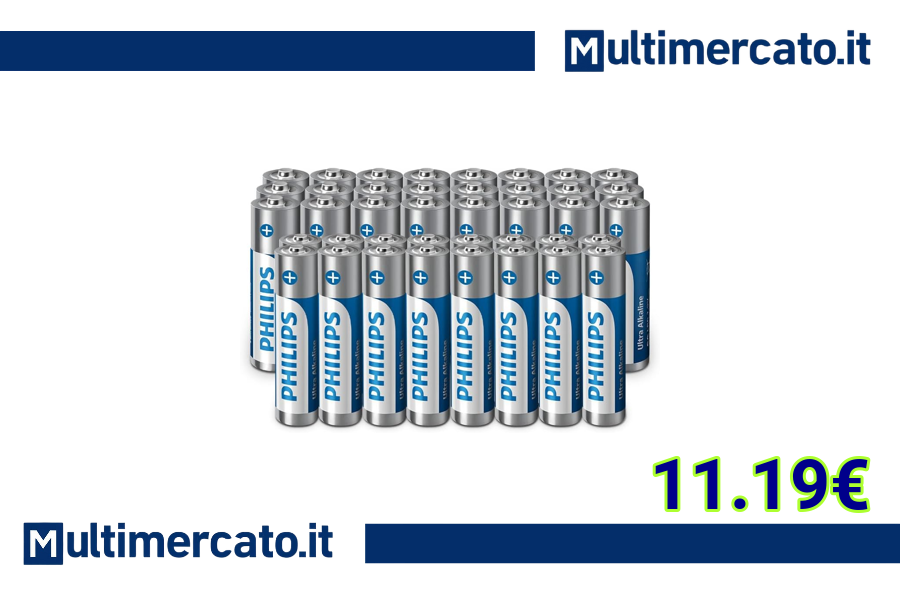 Multimercato.it
PHILIPS
Ultra Alkaline
PHILIPS PHILIPS PHILIPS PHILIPS PHILIPS PHILIPS PHILIPS PHILIPS
Ultra Alkaline Ultra Alkaline Ultra Alkaline Ultra Alkaline Ultra Alkaline Ultra Alkaline Ultra Alkaline
11.19€
Multimercato.it